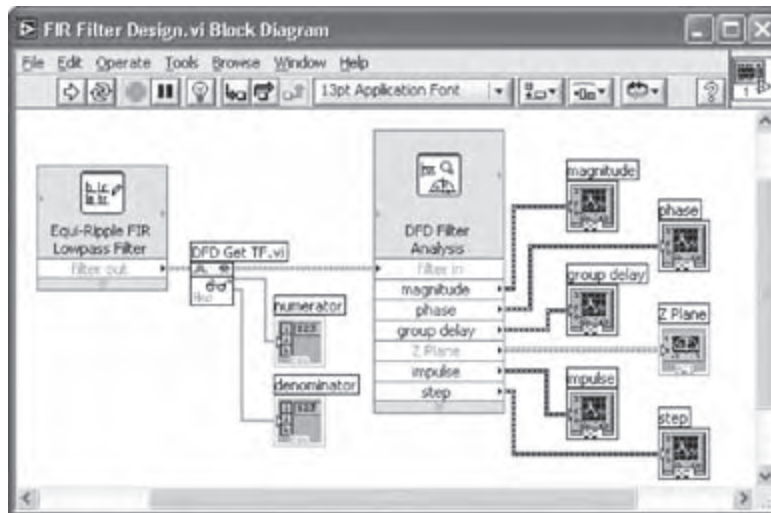 FIR Filter Design.vi Block Diagram
File Edit Operate Tools Browse Window Help
13pt Application Font
1
Equi-Ripple FIR
Lowpass Filter
filter out
DFD Get TF.vi
numerator
denominator
DFD Filter
Analysis
filter in
magnitude
phase
group delay
Z Plane
impulse
step
magnitude
phase
group delay
Z Plane
impulse
step